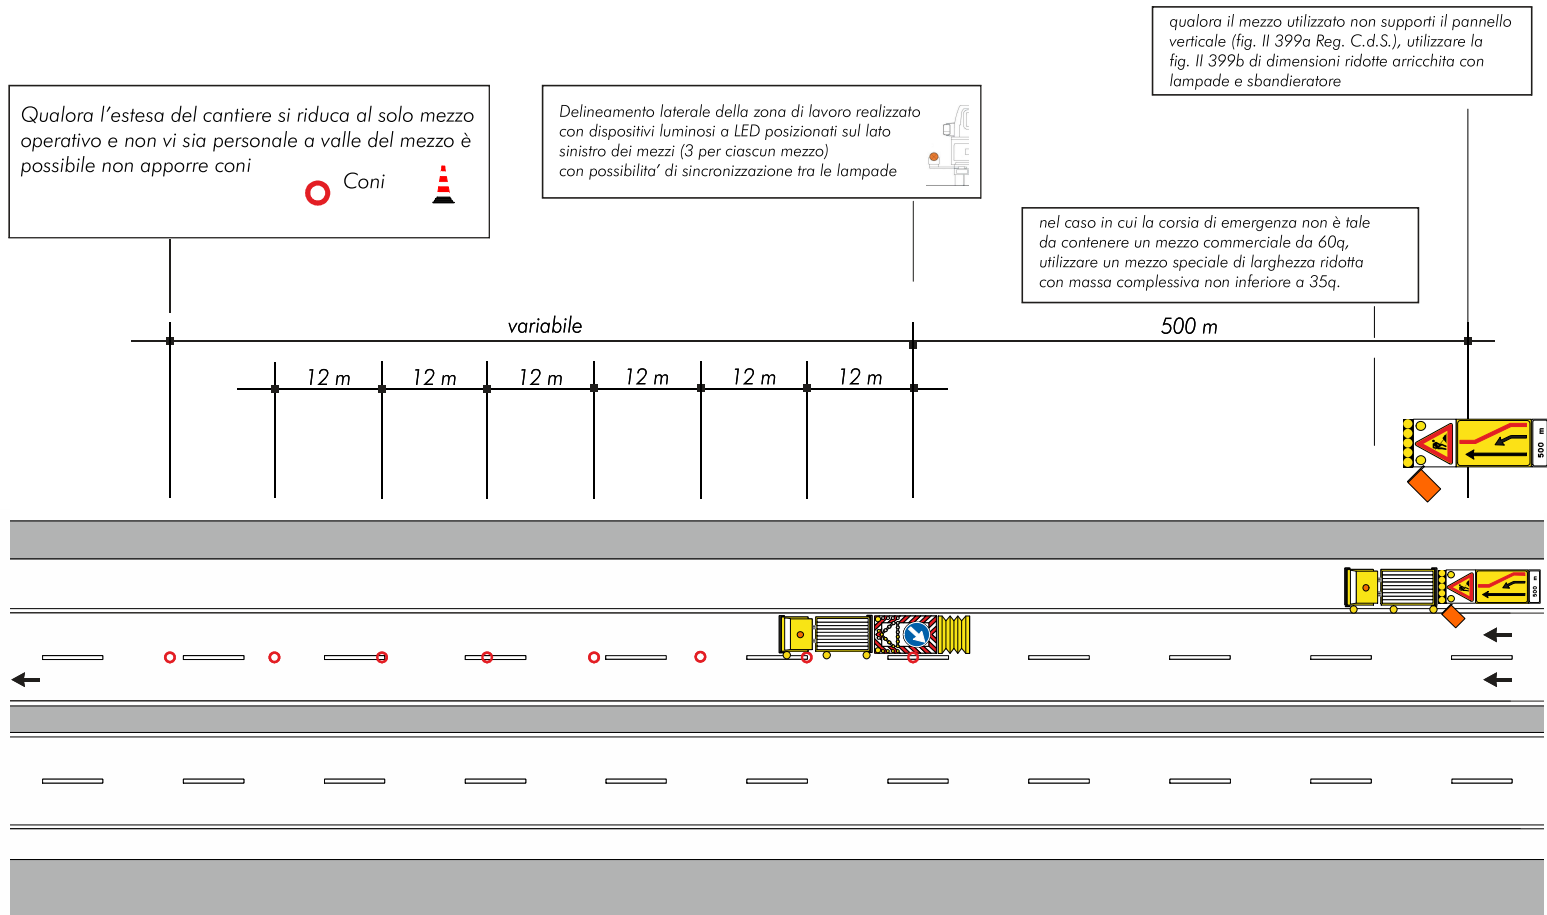 qualora il mezzo utilizzato non supporti il pannello
verticale (fig. II 399a Reg. C.d.S.), utilizzare la
fig. II 399b di dimensioni ridotte arricchita con
lampade e sbandieratore
Qualora l'estesa del cantiere si riduca al solo mezzo
operativo e non vi sia personale a valle del mezzo è
possibile non apporre coni
Coni
Delineamento laterale della zona di lavoro realizzato
con dispositivi luminosi a LED posizionati sul lato
sinistro dei mezzi (3 per ciascun mezzo)
con possibilita' di sincronizzazione tra le lampade
nel caso in cui la corsia di emergenza non è tale
da contenere un mezzo commerciale da 60q,
utilizzare un mezzo speciale di larghezza ridotta
con massa complessiva non inferiore a 35q.
variabile
500 m
12 m
12 m
12 m
12 m
12 m
12 m
500 m
500 m